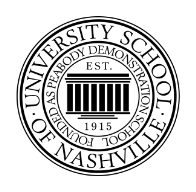 UNIVERSITY SCHOOL
OF NASHVILLE
FOUNDED AS PEABODY DEMONSTRATION SCHOOL
EST.
1915